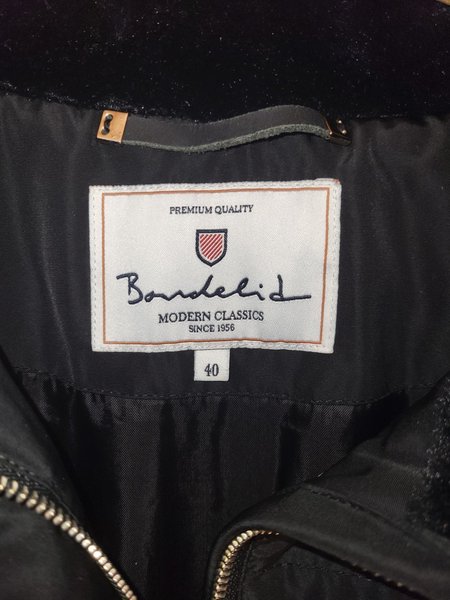 PREMIUM QUALITY
Bondelid
MODERN CLASSICS
SINCE 1956
40